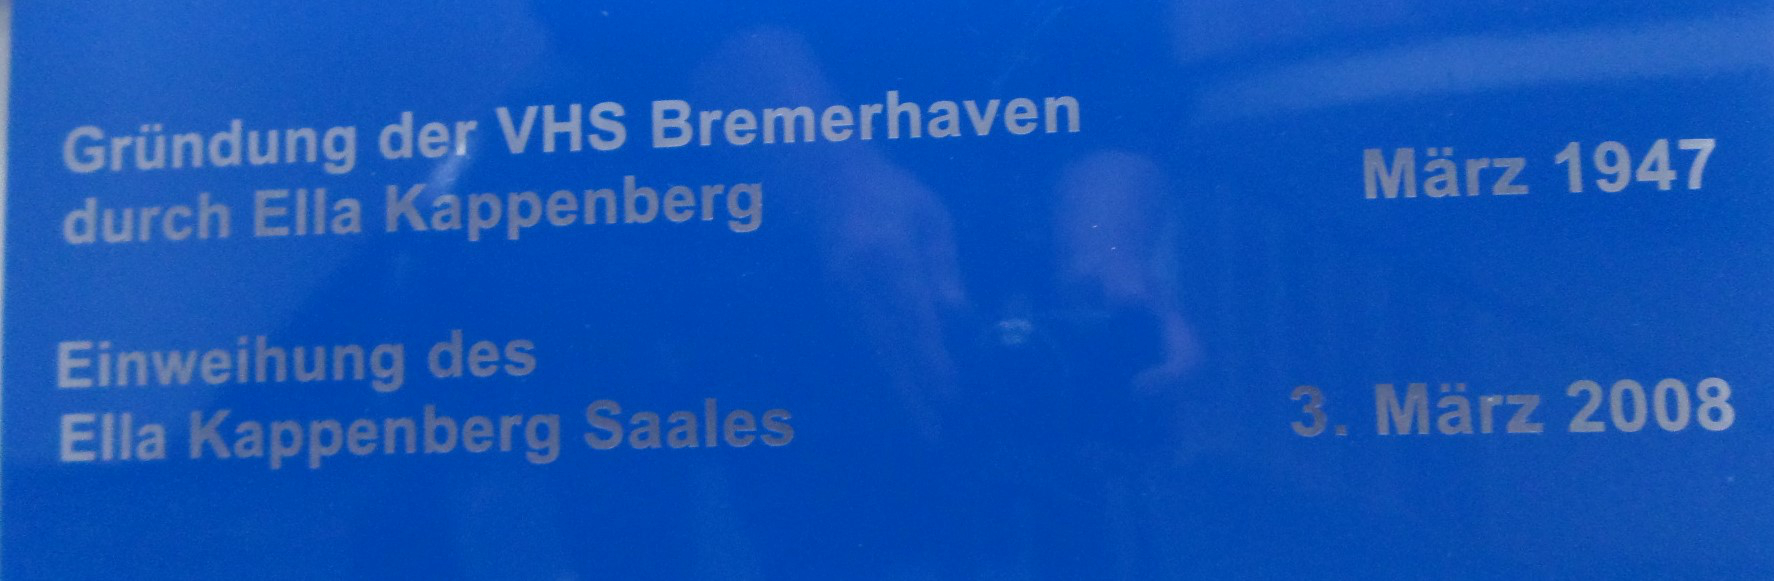 Gründung der VHS Bremerhaven
durch Ella Kappenberg
März 1947
Einweihung des
Ella Kappenberg Saales
3. März 2008